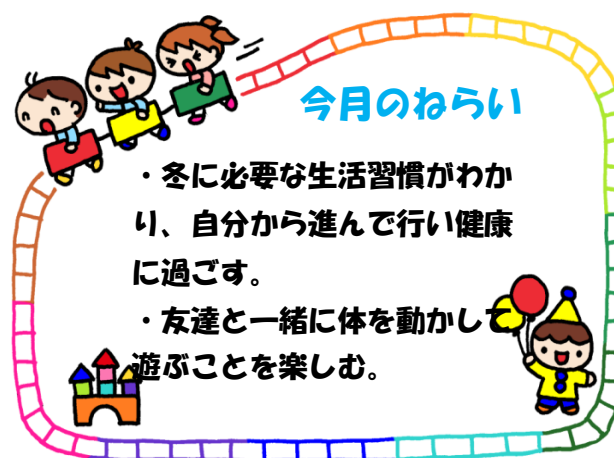 今月のねらい
・冬に必要な生活習慣がわか
り、自分から進んで行い健康
に過ごす。
・友達と一緒に体を動かして
遊ぶことを楽しむ。